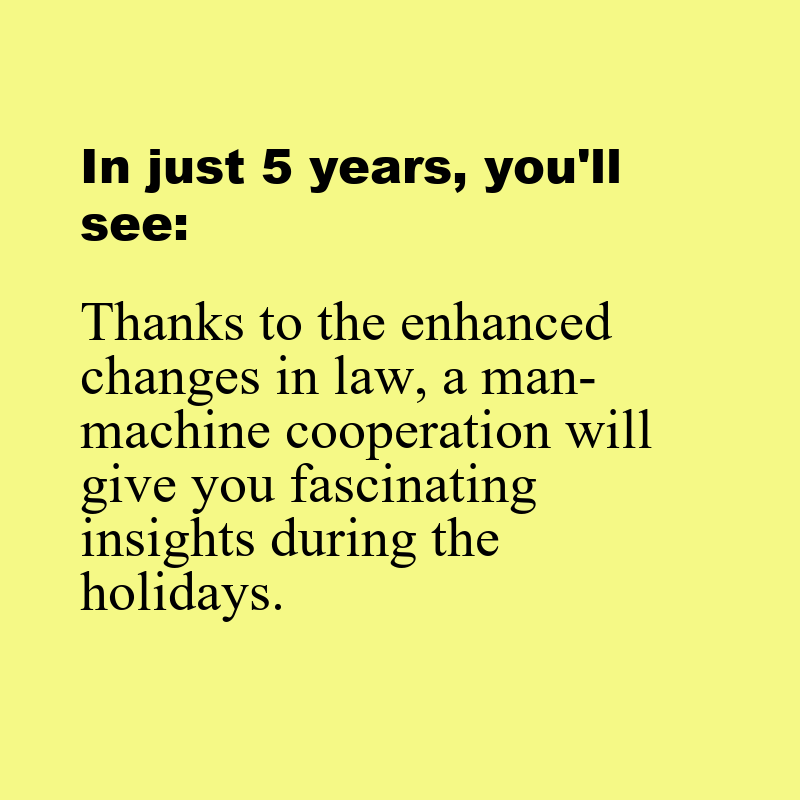 In just 5 years, you'll
see:
Thanks to the enhanced
changes in law, a man-
machine cooperation will
give you fascinating
insights during the
holidays.